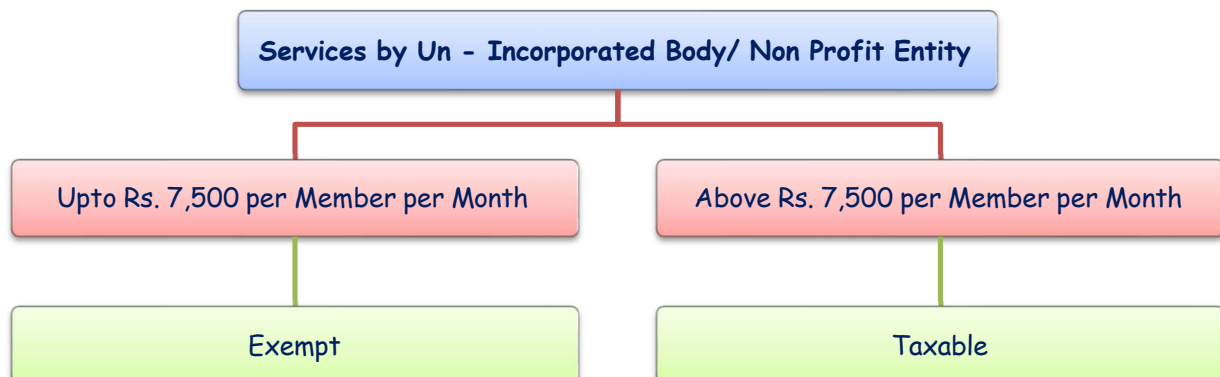 Services by Un - Incorporated Body/ Non Profit Entity
Upto Rs. 7,500 per Member per Month
Above Rs. 7,500 per Member per Month
Exempt
Taxable